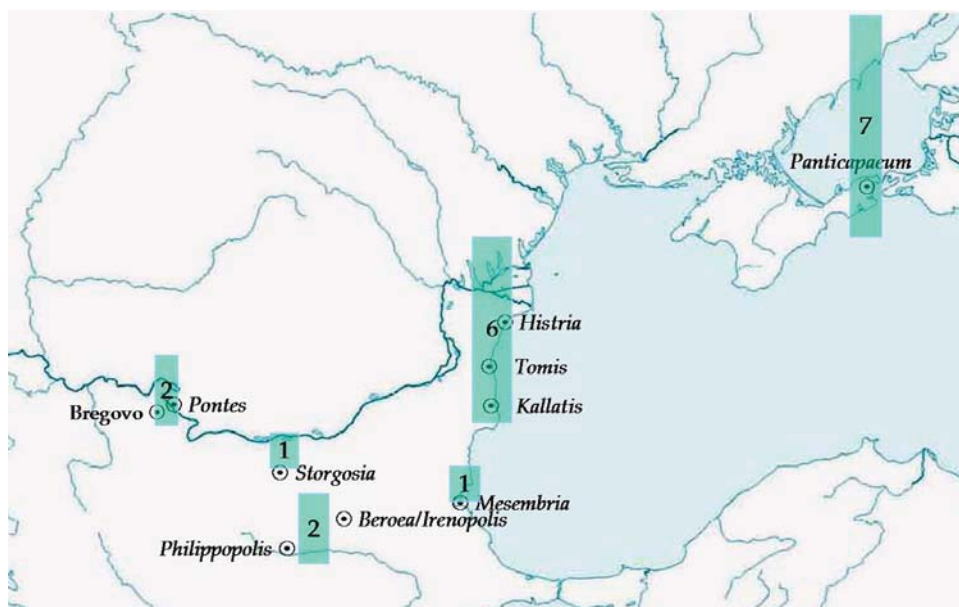 7
Panticapaeum
6
Histria
Tomis
2
Pontes
Kallatis
Bregovo
1
Storgosia
1
Mesembria
2
Beroea/Irenopolis
Philippopolis